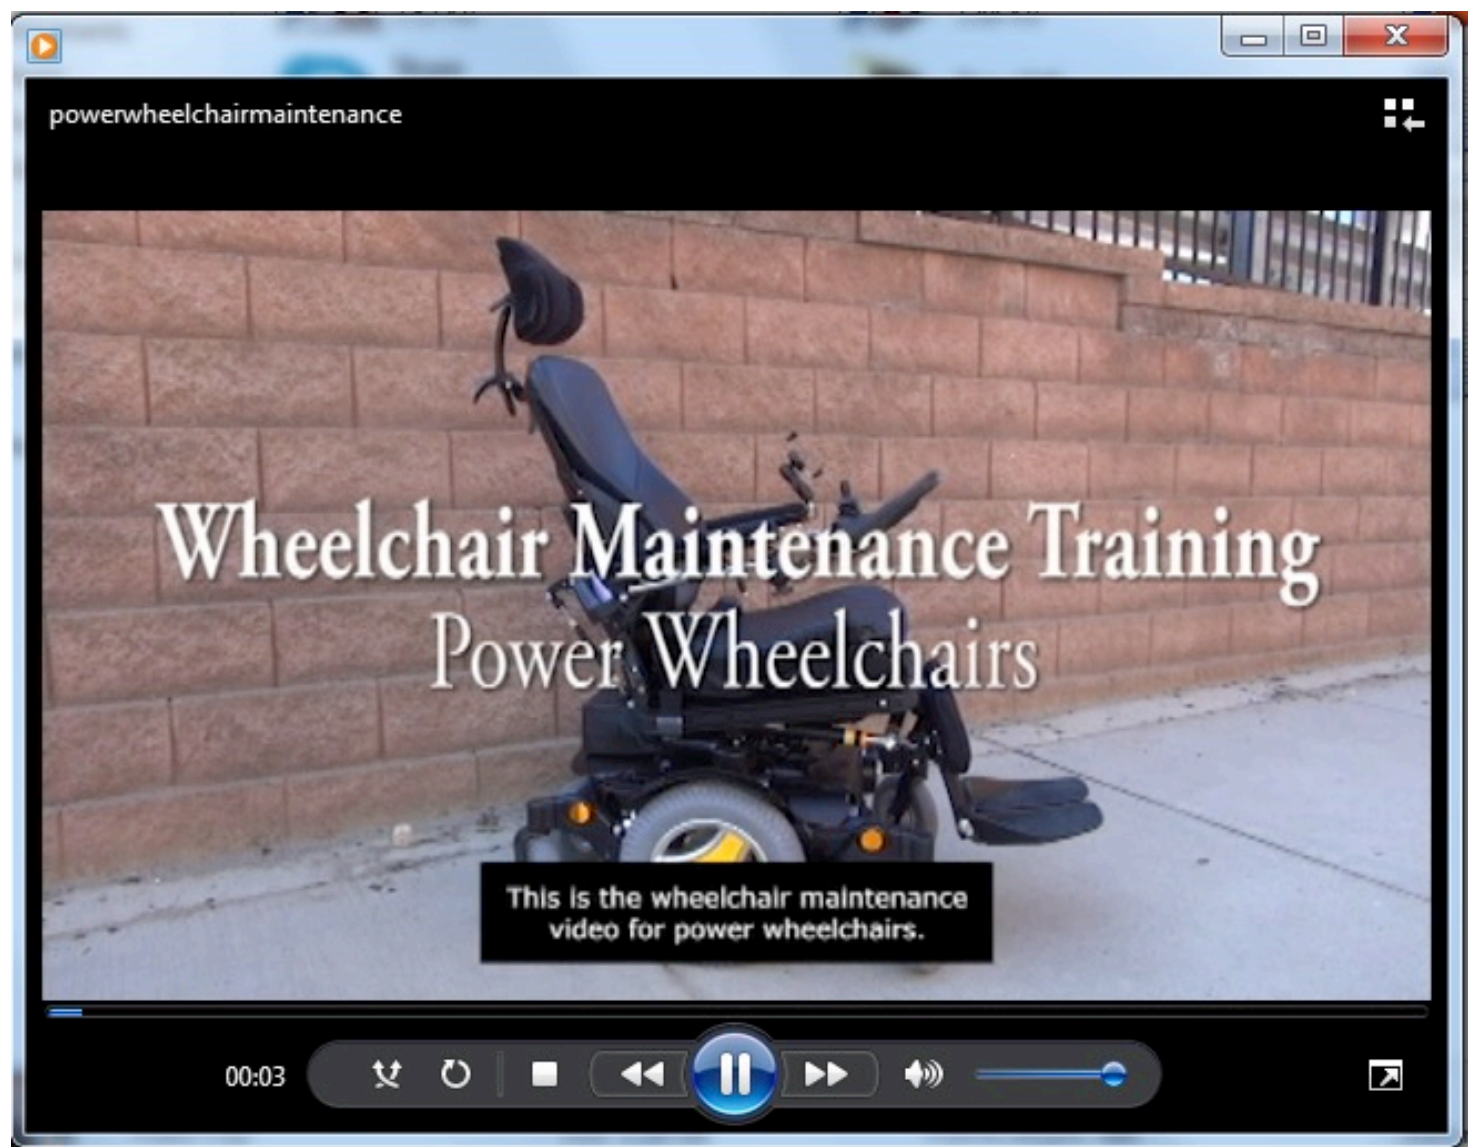 powerwheelchairmaintenance
Wheelchair Maintenance Training
Power Wheelchairs
This is the wheelchair maintenance
video for power wheelchairs.
00:03